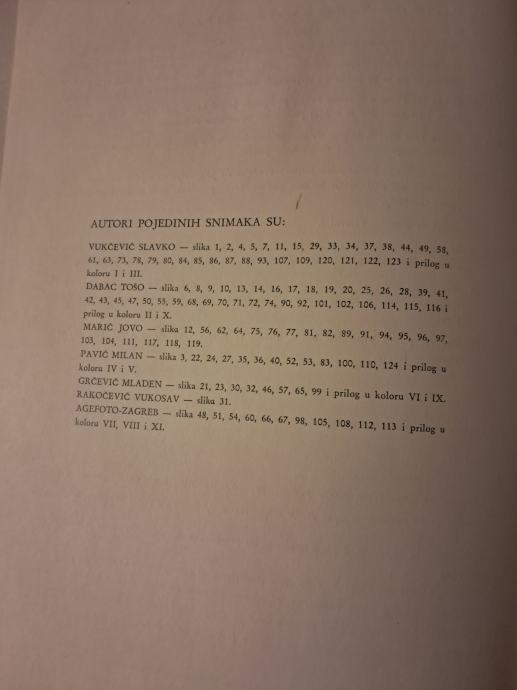 AUTORI POJEDINIH SNIMAKA SU:
VUKČEVIĆ SLAVKO — slika 1, 2, 4, 5, 7, 11, 15, 29, 33, 34, 37, 38, 44, 49, 58,
61, 63, 73, 78, 79, 80, 84, 85, 86, 87, 88, 93, 107, 109, 120, 121, 122, 123 i prilog u
koloru I i III.
DABAC TOŠO — slika 6, 8, 9, 10, 13, 14, 16, 17, 18, 19, 20, 25, 26, 28, 39, 41,
42, 43, 45, 47, 50, 55, 59, 68, 69, 70, 71, 72, 74, 90, 92, 101, 102, 106, 114, 115, 116 i
prilog u koloru II i X.
MARIĆ JOVO — slika 12, 56, 62, 64, 75, 76, 77, 81, 82, 89, 91, 94, 95, 96, 97,
103, 104, 111, 117, 118, 119.
PAVIĆ MILAN — slika 3, 22, 24, 27, 35, 36, 40, 52, 53, 83, 100, 110, 124 i prilog u
koloru IV i V.
GRČEVIĆ MLADEN — slika 21, 23, 30, 32, 46, 57, 65, 99 i prilog u koloru VI i IX.
RAKOČEVIĆ VUKOSAV — slika 31.
AGEFOTO-ZAGREB — slika 48, 51, 54, 60, 66, 67, 98, 105, 108, 112, 113 i prilog u
koloru VII, VIII i XI.